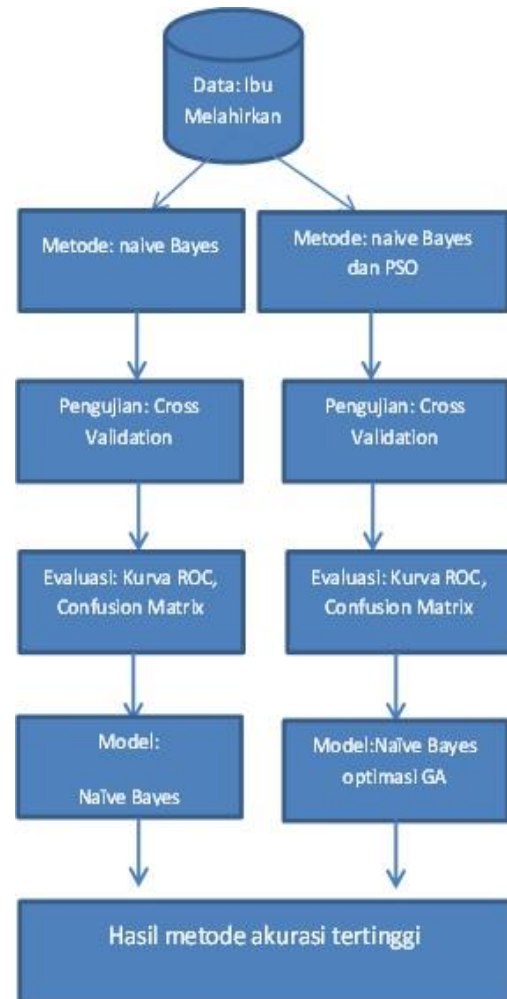 Data: Ibu
Melahirkan
Metode: naive Bayes
Metode: naive Bayes
dan PSO
Pengujian: Cross
Validation
Pengujian: Cross
Validation
Evaluasi: Kurva ROC,
Confusion Matrix
Evaluasi: Kurva ROC,
Confusion Matrix
Model:
Naïve Bayes
Model:Naïve Bayes
optimasi GA
Hasil metode akurasi tertinggi